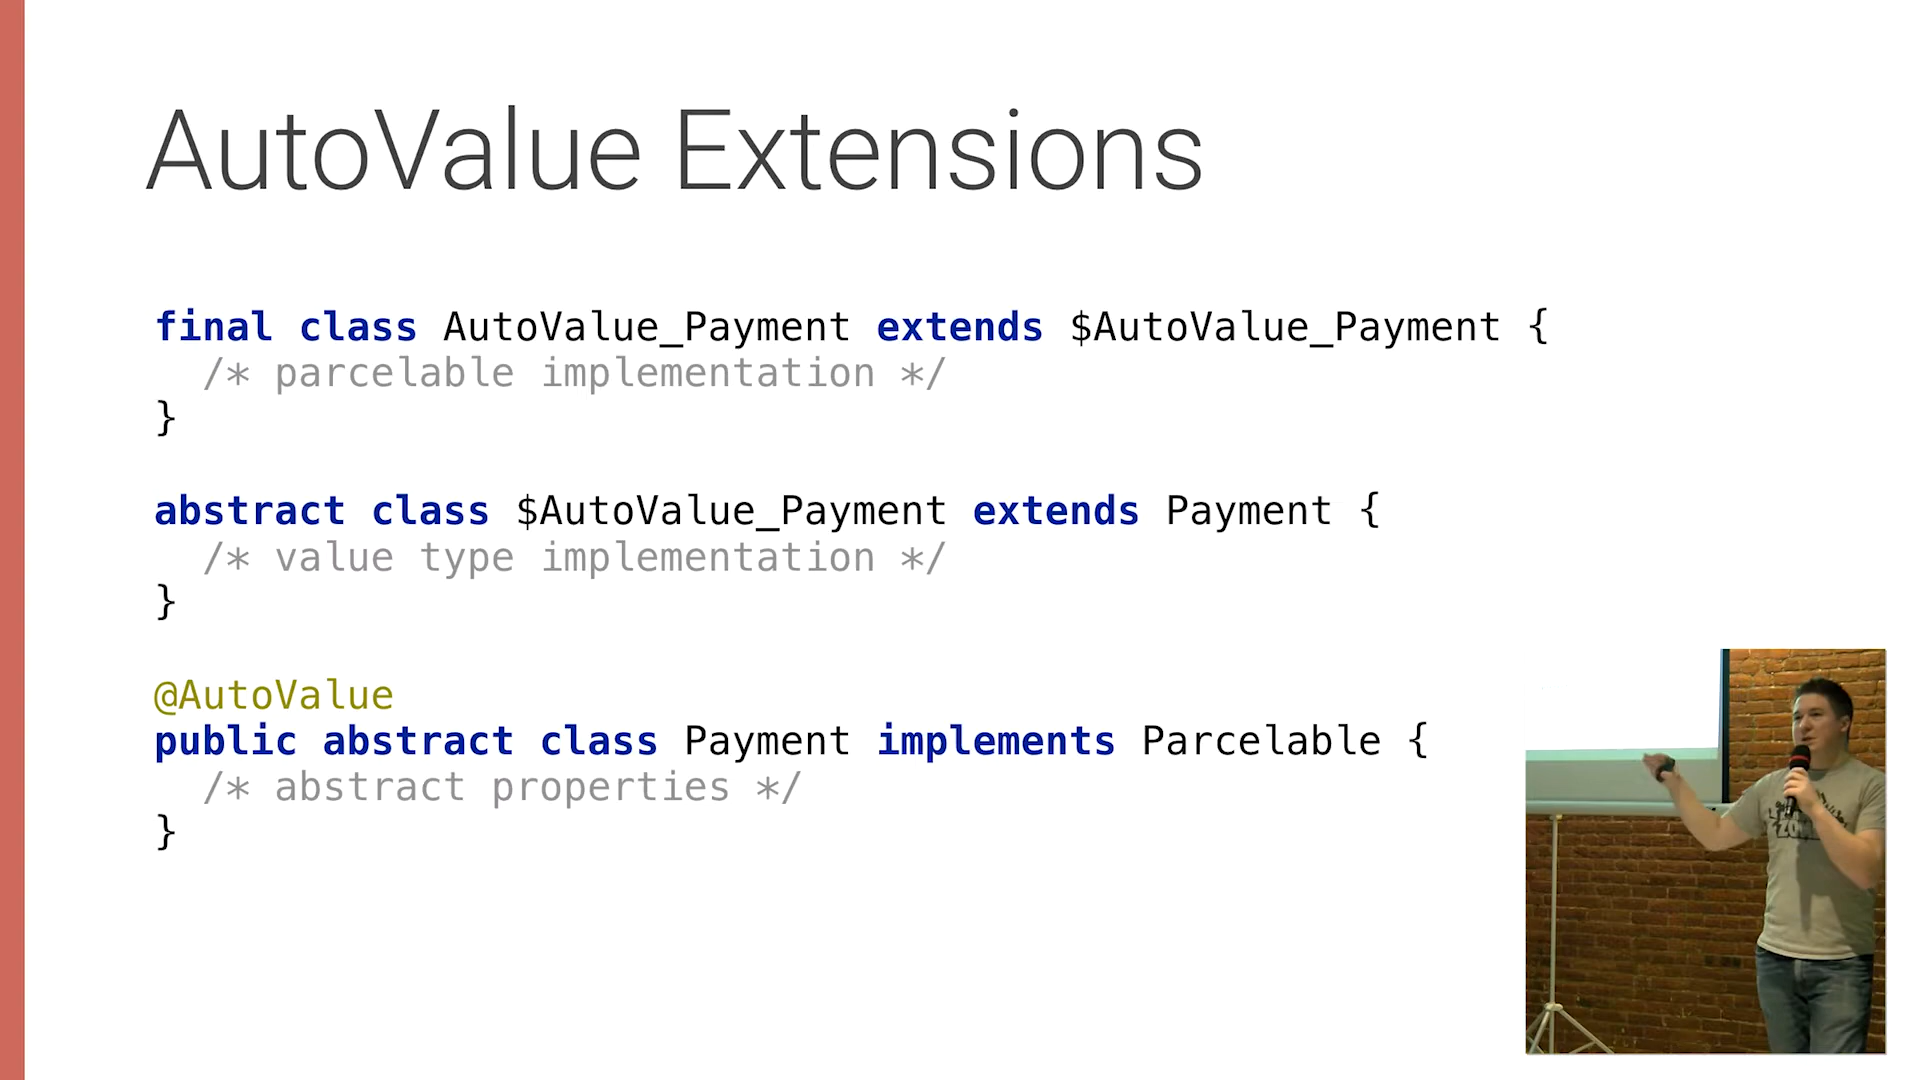 AutoValue Extensions
final class AutoValue_Payment extends $AutoValue_Payment {
  /* parcelable implementation */
}
abstract class $AutoValue_Payment extends Payment {
  /* value type implementation */
}
@AutoValue
public abstract class Payment implements Parcelable {
  /* abstract properties */
}